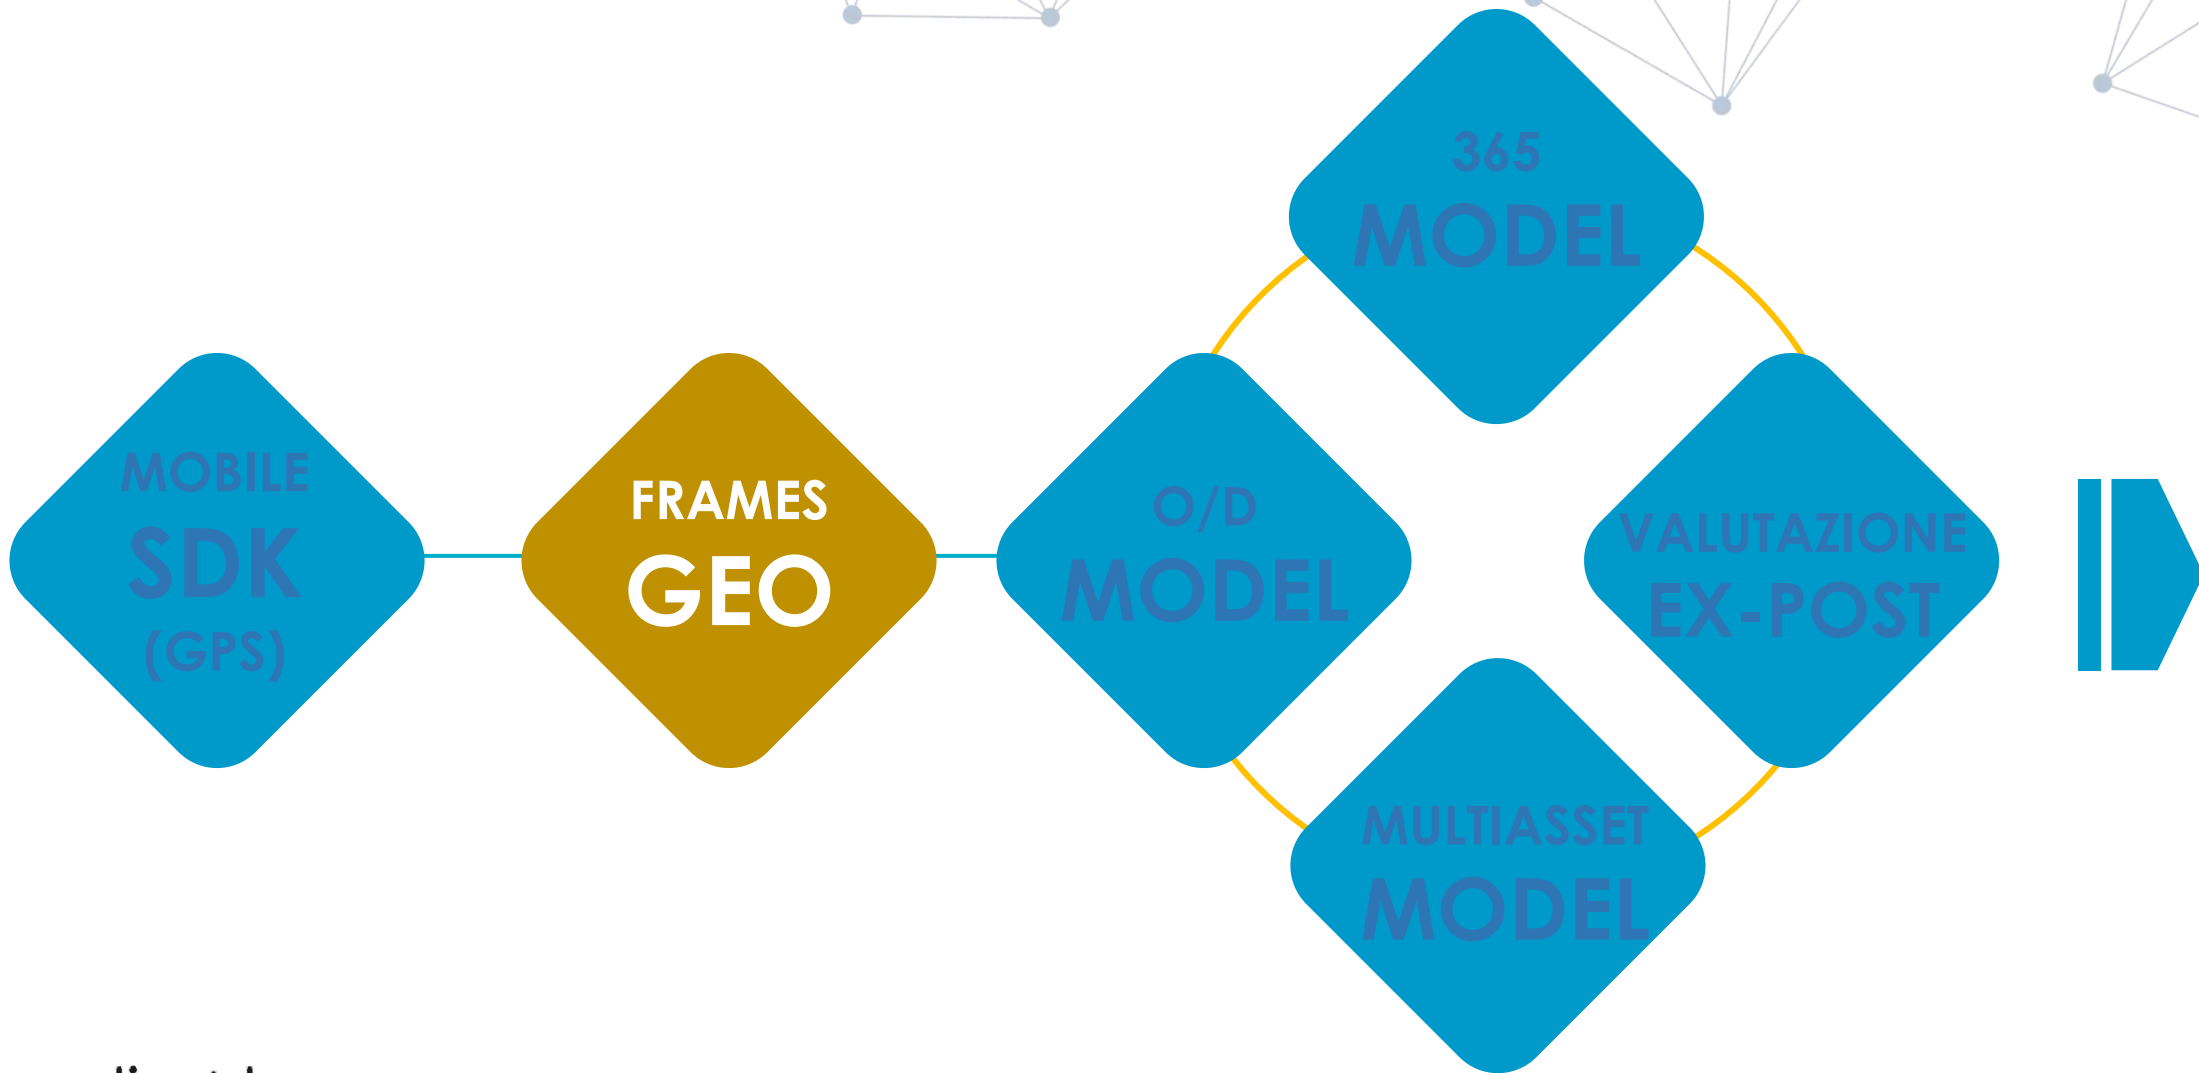 365
MODEL
MOBILE
SDK
(GPS)
FRAMES
GEO
O/D
MODEL
VALUTAZIONE
EX-POST
MULTIASSET
MODEL